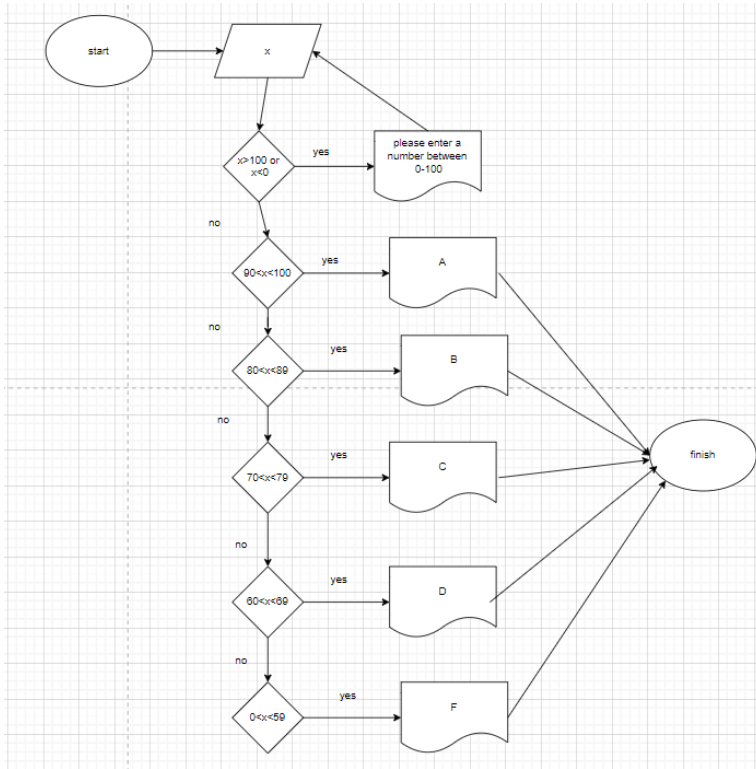 start
x
x>100 or
x<0
yes
please enter a
number between
0-100
no
90<x<100
yes
A
no
80<x<89
yes
B
no
70<x<79
yes
C
finish
no
60<x<69
yes
D
no
0<x<59
yes
F